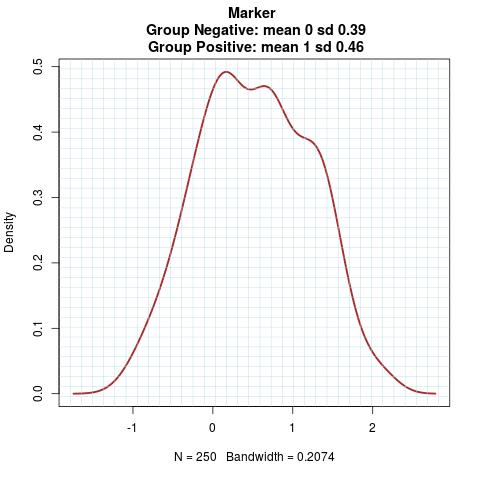 Marker
Group Negative: mean 0 sd 0.39
Group Positive: mean 1 sd 0.46
Density
0.5
0.4
0.3
0.2
0.1
0.0
-1 0 1 2
N = 250 Bandwidth = 0.2074